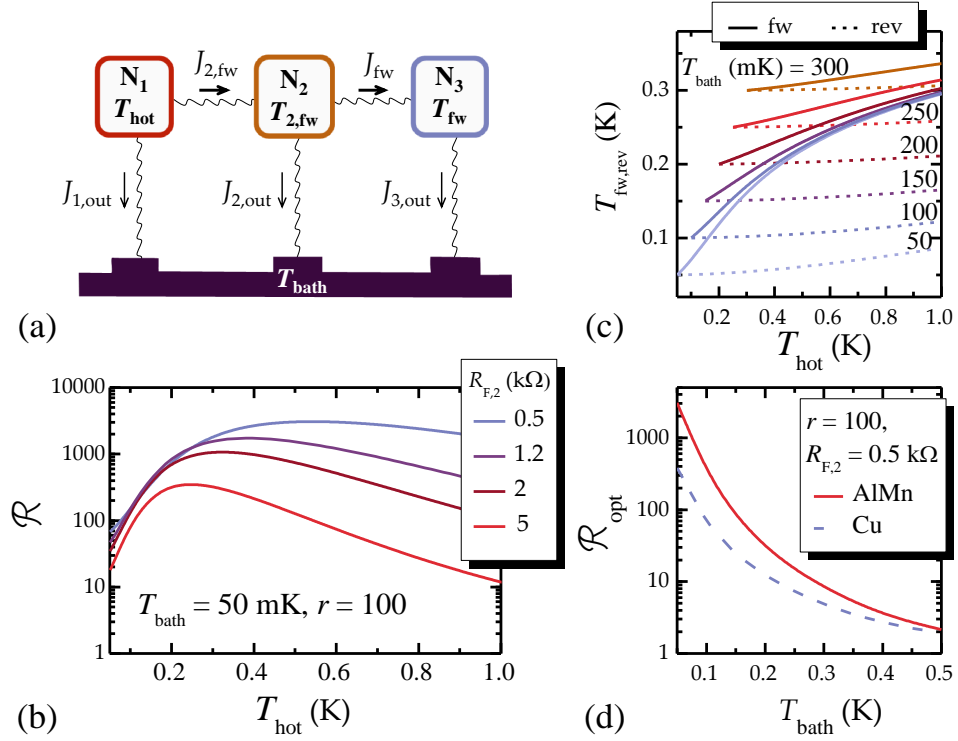 J2,fw
Jfw
N1
Thot
N2
T2,fw
N3
Tfw
J1,out
J2,out
J3,out
Tbath
(a)
fw rev
Tbath (mK) = 300
250
200
150
100
50
0.3
0.2
0.1
Tfw,rev (K)
0.2 0.4 0.6 0.8 1.0
Thot (K)
(c)
10000
1000
100
10
1
ℛ
RF,2 (kΩ)
0.5
1.2
2
5
Tbath = 50 mK, r = 100
0.2 0.4 0.6 0.8 1.0
Thot (K)
(b)
1000
100
10
1
ℛopt
r = 100,
RF,2 = 0.5 kΩ
AlMn
Cu
0.1 0.2 0.3 0.4 0.5
Tbath (K)
(d)